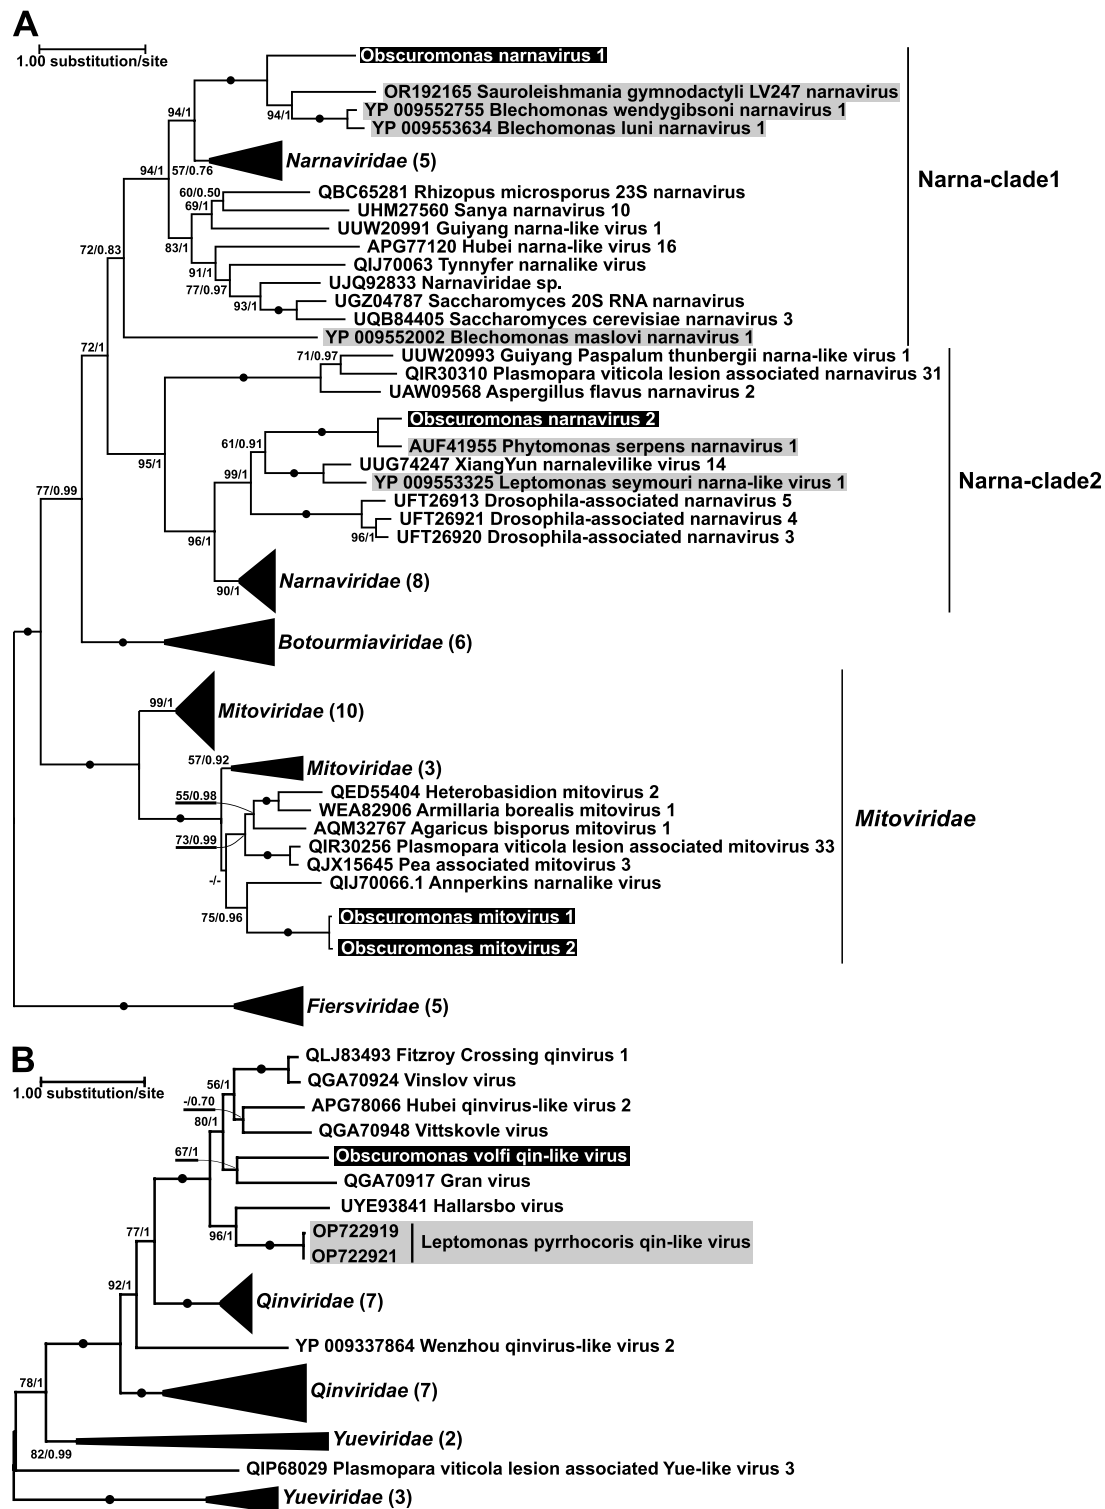 A
1.00 substitution/site
Obscuromonas narnavirus 1
OR192165 Sauroleishmania gymnodactyli LV247 narnavirus
YP 009552755 Blechomonas wendygibsoni narnavirus 1
94/1
94/1
YP 009553634 Blechomonas luni narnavirus 1
Narnaviridae (5)
94/1
57/0.76
Narna-clade1
60/0.50
QBC65281 Rhizopus microsporus 23S narnavirus
69/1
UHM27560 Sanya narnavirus 10
UUW20991 Guiyang narna-like virus 1
83/1
72/0.83
APG77120 Hubei narna-like virus 16
91/1
QIJ70063 Tynnyfer narnalike virus
77/0.97
UJQ92833 Narnaviridae sp.
93/1
UGZ04787 Saccharomyces 20S RNA narnavirus
UQB84405 Saccharomyces cerevisiae narnavirus 3
YP 009552002 Blechomonas maslovi narnavirus 1
72/1
71/0.97
UUW20993 Guiyang Paspalum thunbergii narna-like virus 1
QIR30310 Plasmopara viticola lesion associated narnavirus 31
UAW09568 Aspergillus flavus narnavirus 2
Obscuromonas narnavirus 2
61/0.91
AUF41955 Phytomonas serpens narnavirus 1
95/1
UUG74247 XiangYun narnalevilike virus 14
99/1
YP 009553325 Leptomonas seymouri narna-like virus 1
Narna-clade2
77/0.99
UFT26913 Drosophila-associated narnavirus 5
UFT26921 Drosophila-associated narnavirus 4
96/1
96/1
UFT26920 Drosophila-associated narnavirus 3
Narnaviridae (8)
90/1
Botourmiaviridae (6)
99/1
Mitoviridae (10)
57/0.92
Mitoviridae (3)
55/0.98
QED55404 Heterobasidion mitovirus 2
WEA82906 Armillaria borealis mitovirus 1
Mitoviridae
AQM32767 Agaricus bisporus mitovirus 1
73/0.99
QIR30256 Plasmopara viticola lesion associated mitovirus 33
QJX15645 Pea associated mitovirus 3
-/-
QIJ70066.1 Annperkins narnalike virus
75/0.96
Obscuromonas mitovirus 1
Obscuromonas mitovirus 2
Fiersviridae (5)
B
1.00 substitution/site
QLJ83493 Fitzroy Crossing qinvirus 1
QGA70924 Vinslov virus
56/1
-/0.70
APG78066 Hubei qinvirus-like virus 2
80/1
QGA70948 Vittskovle virus
67/1
Obscuromonas volfi qin-like virus
QGA70917 Gran virus
UYE93841 Hallarsbo virus
96/1
OP722919
Leptomonas pyrrhocoris qin-like virus
OP722921
77/1
92/1
Qinviridae (7)
YP 009337864 Wenzhou qinvirus-like virus 2
78/1
Qinviridae (7)
Yueviridae (2)
82/0.99
QIP68029 Plasmopara viticola lesion associated Yue-like virus 3
Yueviridae (3)